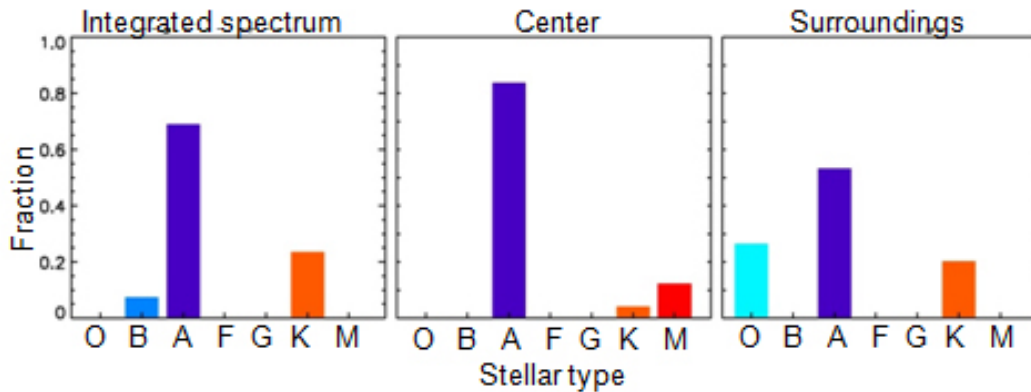 Integrated spectrum Center Surroundings
1.0
0.8
0.6
0.4
0.2
0
Fraction
O B A F G K M O B A F G K M O B A F G K M
Stellar type